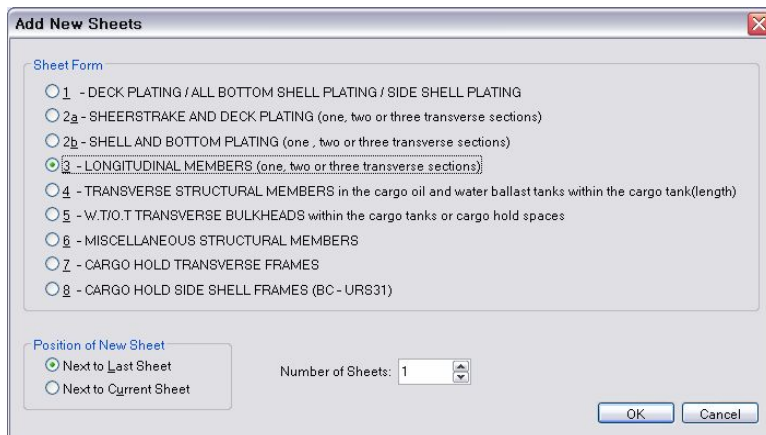 Add New Sheets
Sheet Form
1 - DECK PLATING / ALL BOTTOM SHELL PLATING / SIDE SHELL PLATING
2a - SHEERSTRAKE AND DECK PLATING (one, two or three transverse sections)
2b - SHELL AND BOTTOM PLATING (one , two or three transverse sections)
3 - LONGITUDINAL MEMBERS (one, two or three transverse sections)
4 - TRANSVERSE STRUCTURAL MEMBERS in the cargo oil and water ballast tanks within the cargo tank(length)
5 - W.T/O.T TRANSVERSE BULKHEADS within the cargo tanks or cargo hold spaces
6 - MISCELLANEOUS STRUCTURAL MEMBERS
7 - CARGO HOLD TRANSVERSE FRAMES
8 - CARGO HOLD SIDE SHELL FRAMES (BC - URS31)
Position of New Sheet
Next to Last Sheet
Next to Current Sheet
Number of Sheets: 1
OK Cancel